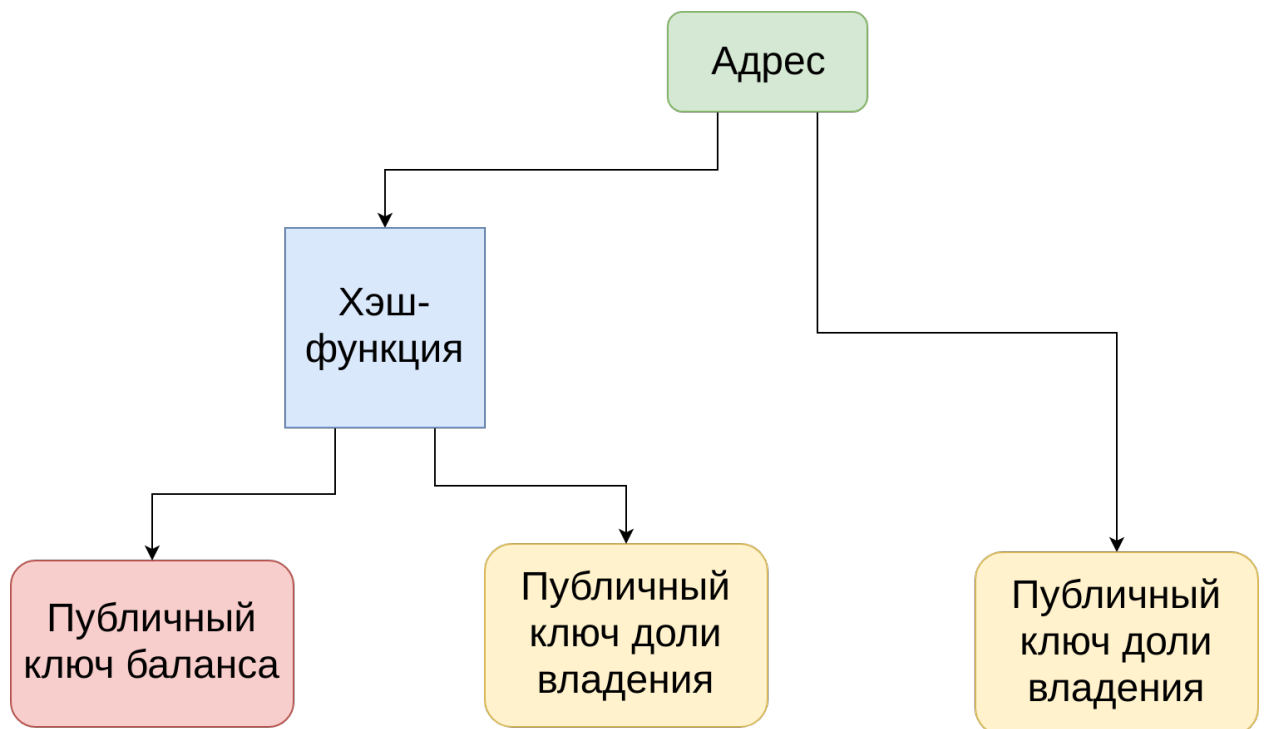 Адрес
Хэш-
функция
Публичный
ключ баланса
Публичный
ключ доли
владения
Публичный
ключ доли
владения